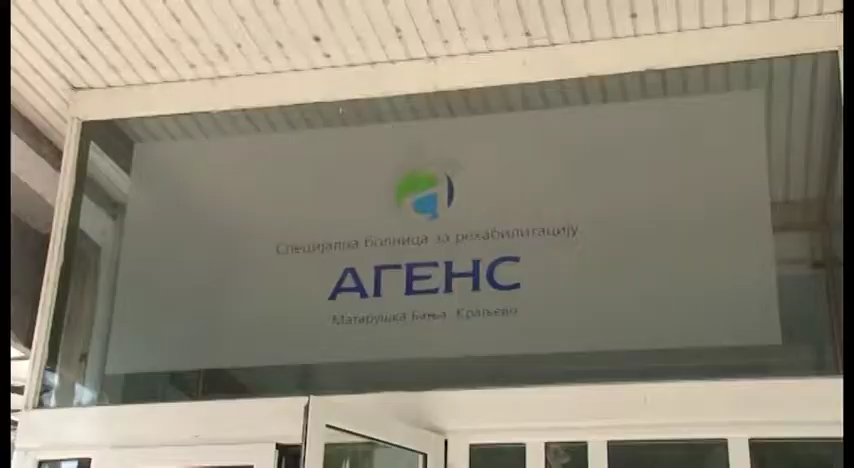 Специјална болница за рехабилитацију
АГЕНС
Матарушка Бања, Краљево